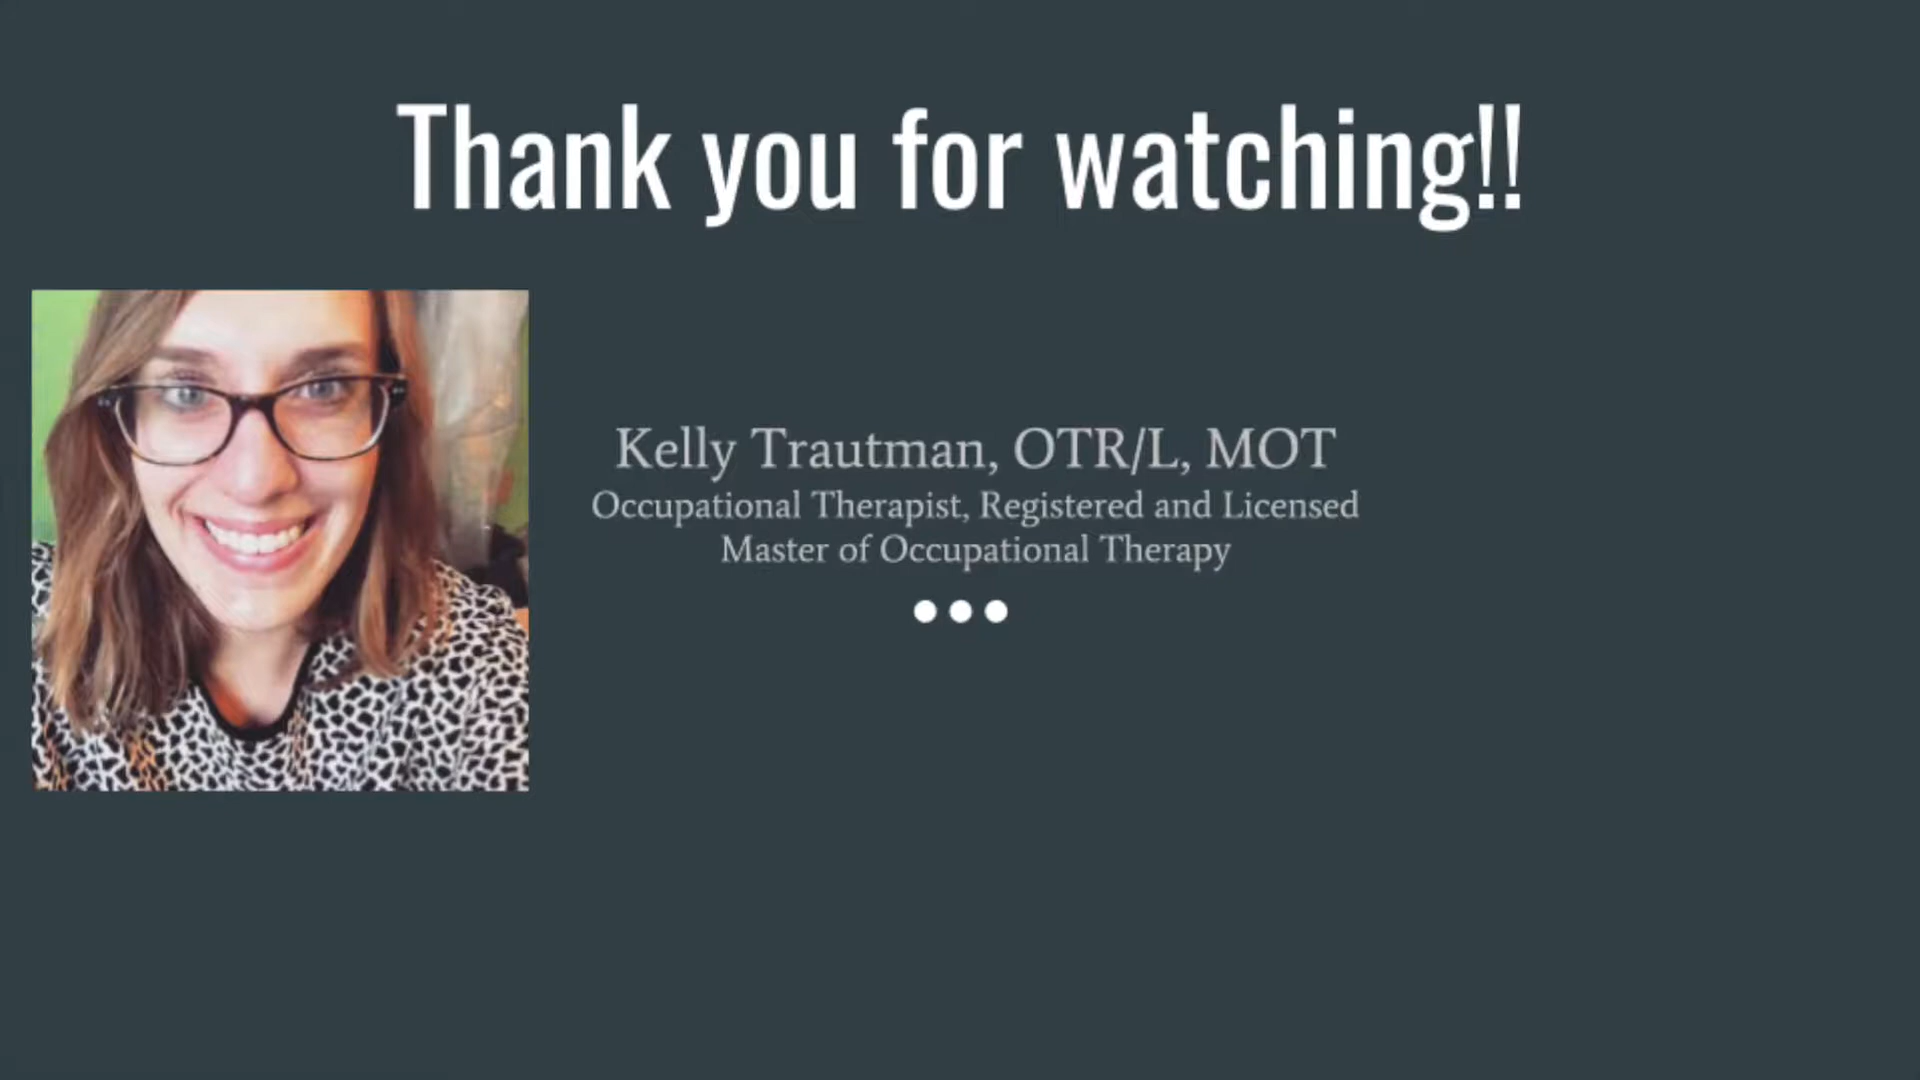 Thank you for watching!!
Kelly Trautman, OTR/L, MOT
Occupational Therapist, Registered and Licensed
Master of Occupational Therapy